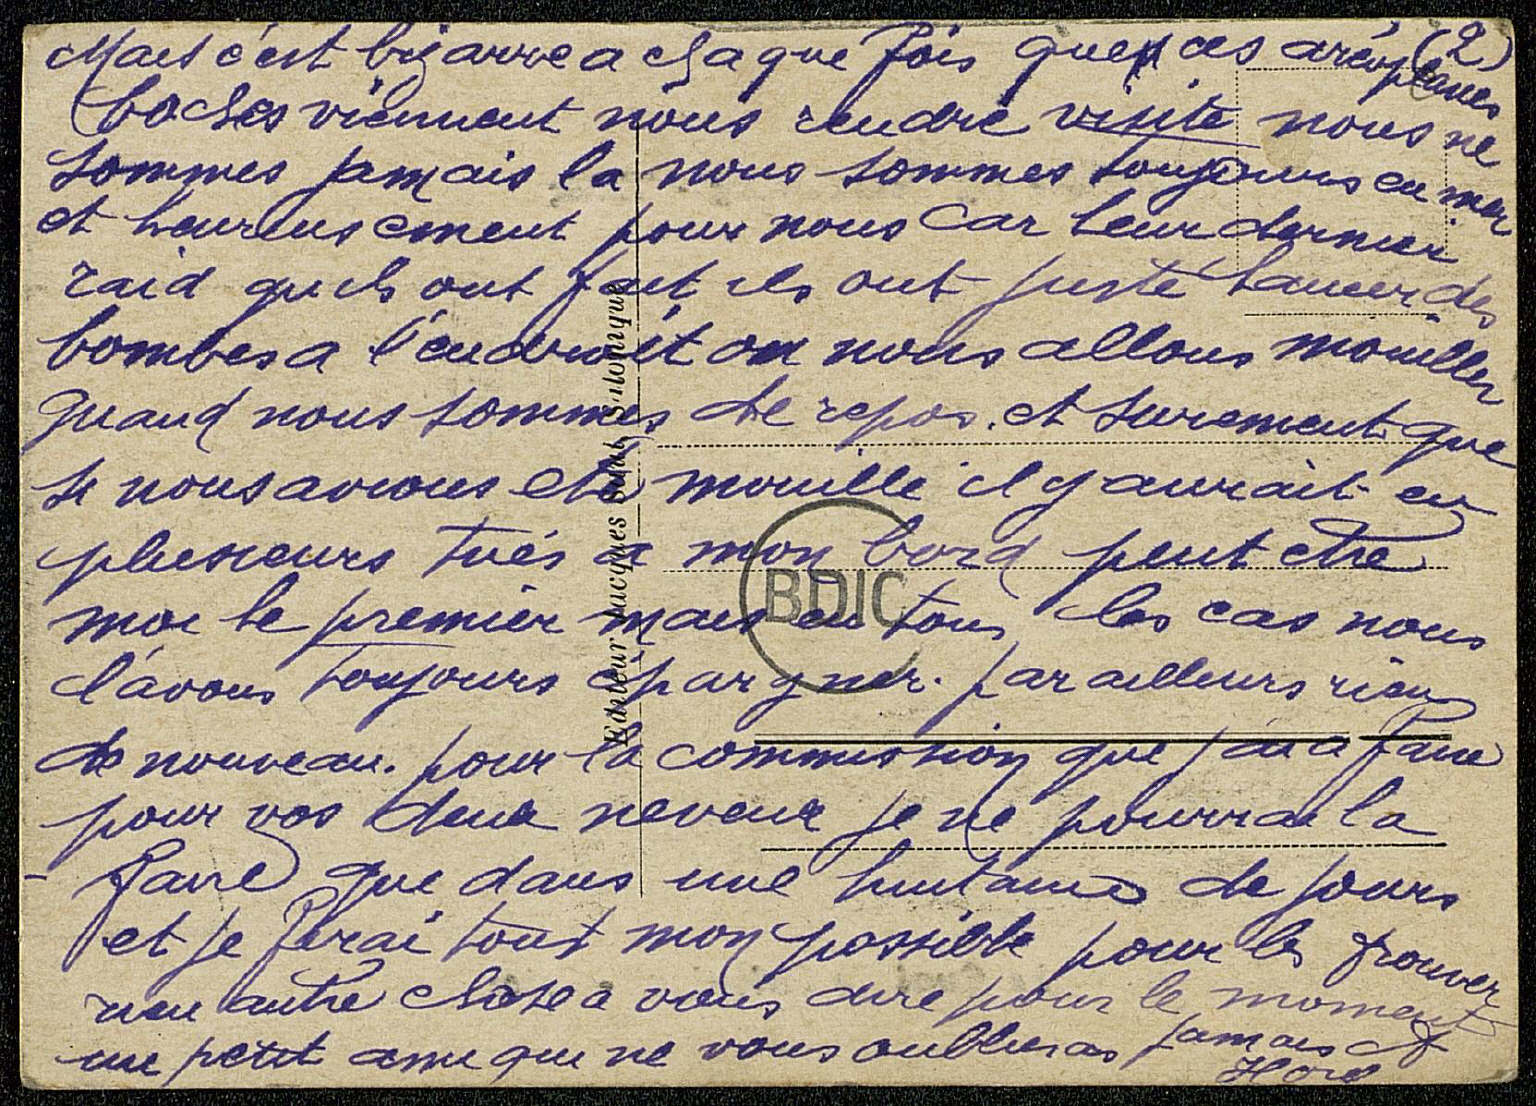 (2)
Mais c'est bizarre a chaque fois que ces aréoplanes
boches viennent nous rendre visite nous ne
sommes jamais la nous sommes toujours en mer
et heureusement pour nous car leur dernier
raid qu'ils ont fait ils ont juste lancer des
bombes a l'endroit ou nous allons mouiller
quand nous sommes de repos. et surement que
si nous avions été mouillé il y aurait eu
plusieurs tués a mon bord peut etre
moi le premier mais en tous les cas nous
l'avons toujours épargner. par ailleurs rien
de nouveau. pour la commission que j'ai a faire
pour vos deux neveux je ne pourrai la
faire que dans une huitaine de jours
et je ferai tout mon possible pour les trouver
rien autre chose a vous dire pour le moment
un petit ami que ne vous oubliera jamais
Editeur Jacques Saul, Salonique
BDIC